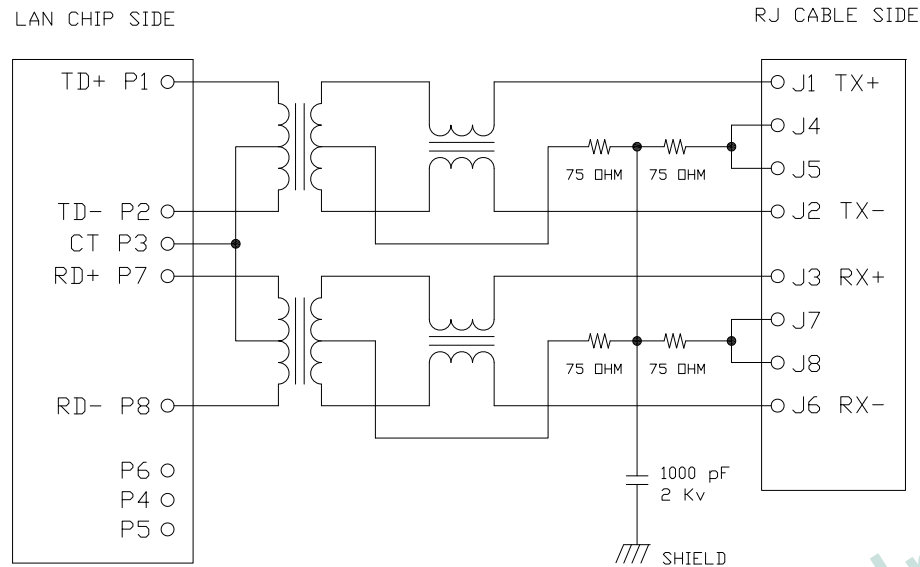 LAN CHIP SIDE
RJ CABLE SIDE
TD+ P1
J1 TX+
J4
75 OHM
75 OHM
J5
TD- P2
J2 TX-
CT P3
RD+ P7
J3 RX+
J7
75 OHM
75 OHM
J8
RD- P8
J6 RX-
P6
1000 pF
2 Kv
P4
P5
SHIELD